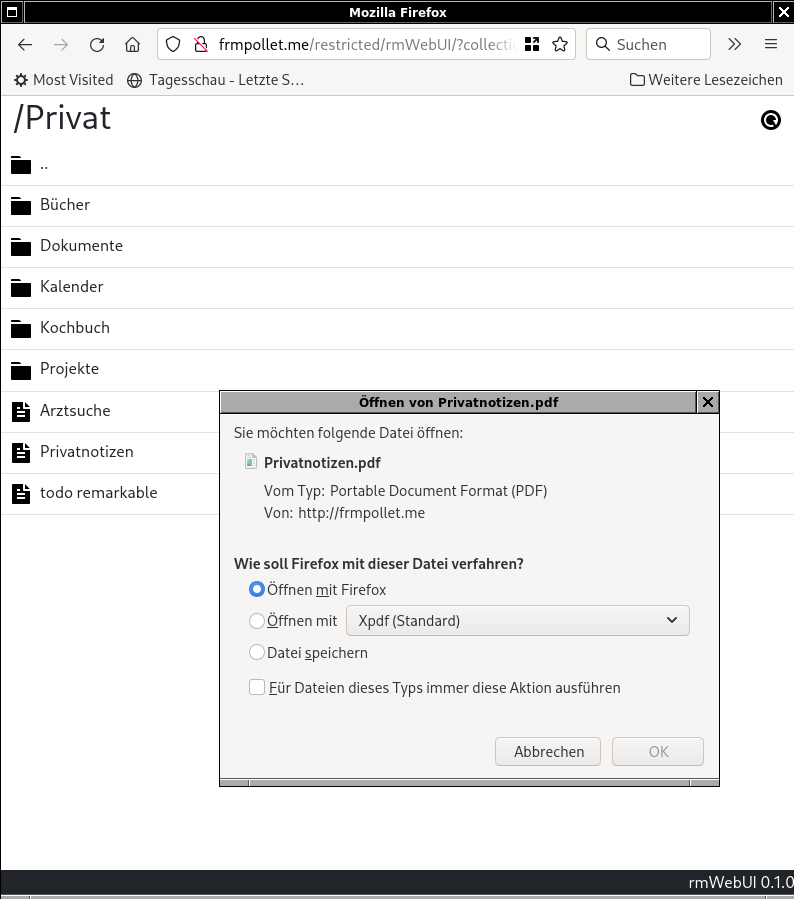 Mozilla Firefox
frmpollet.me/restricted/rmWebUI/?collectio
Suchen
Most Visited
Tagesschau - Letzte S…
Weitere Lesezeichen
/Privat
..
Bücher
Dokumente
Kalender
Kochbuch
Projekte
Arztsuche
Privatnotizen
todo remarkable
Öffnen von Privatnotizen.pdf
Sie möchten folgende Datei öffnen:
Privatnotizen.pdf
Vom Typ: Portable Document Format (PDF)
Von: http://frmpollet.me
Wie soll Firefox mit dieser Datei verfahren?
Öffnen mit Firefox
Öffnen mit Xpdf (Standard)
Datei speichern
Für Dateien dieses Typs immer diese Aktion ausführen
Abbrechen OK
rmWebUI 0.1.0